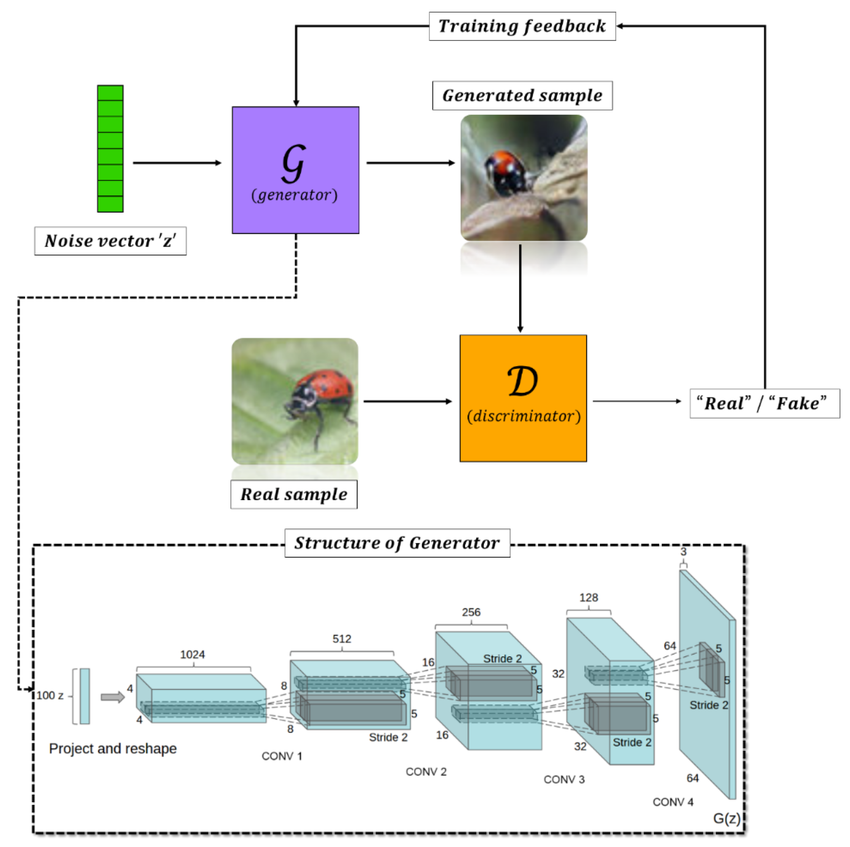 Training feedback
Generated sample
𝒢
(generator)
Noise vector 'z'
𝒟
(discriminator)
“Real” / “Fake”
Real sample
Structure of Generator
3
128
256
512
1024
64
16
Stride 2
5
5
5
32
4
8
5
5
100 z
5
5
Stride 2
4
8
16
32
Stride 2
Stride 2
Project and reshape
CONV 1
CONV 2
CONV 3
64
CONV 4
G(z)